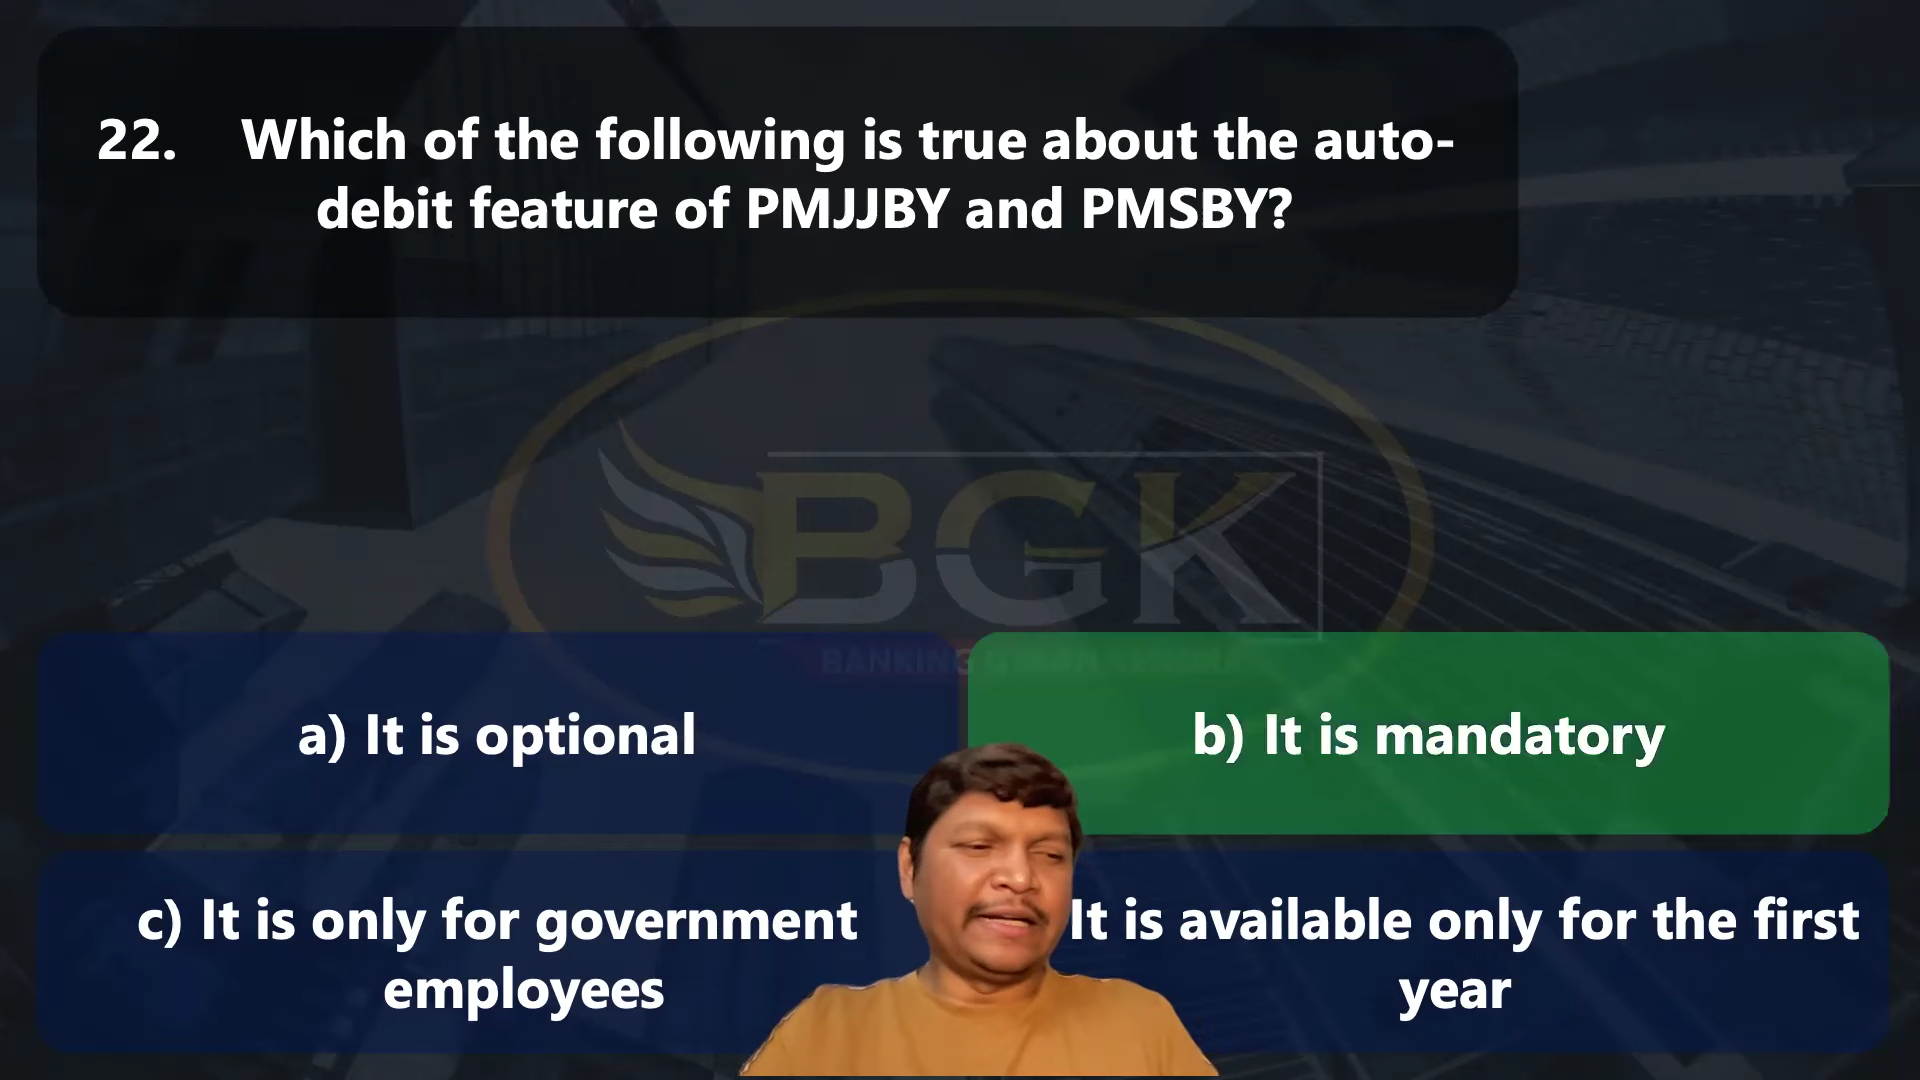 22. Which of the following is true about the auto-
debit feature of PMJJBY and PMSBY?
BGK
BANKING
a) It is optional
b) It is mandatory
c) It is only for government
employees
It is available only for the first
year